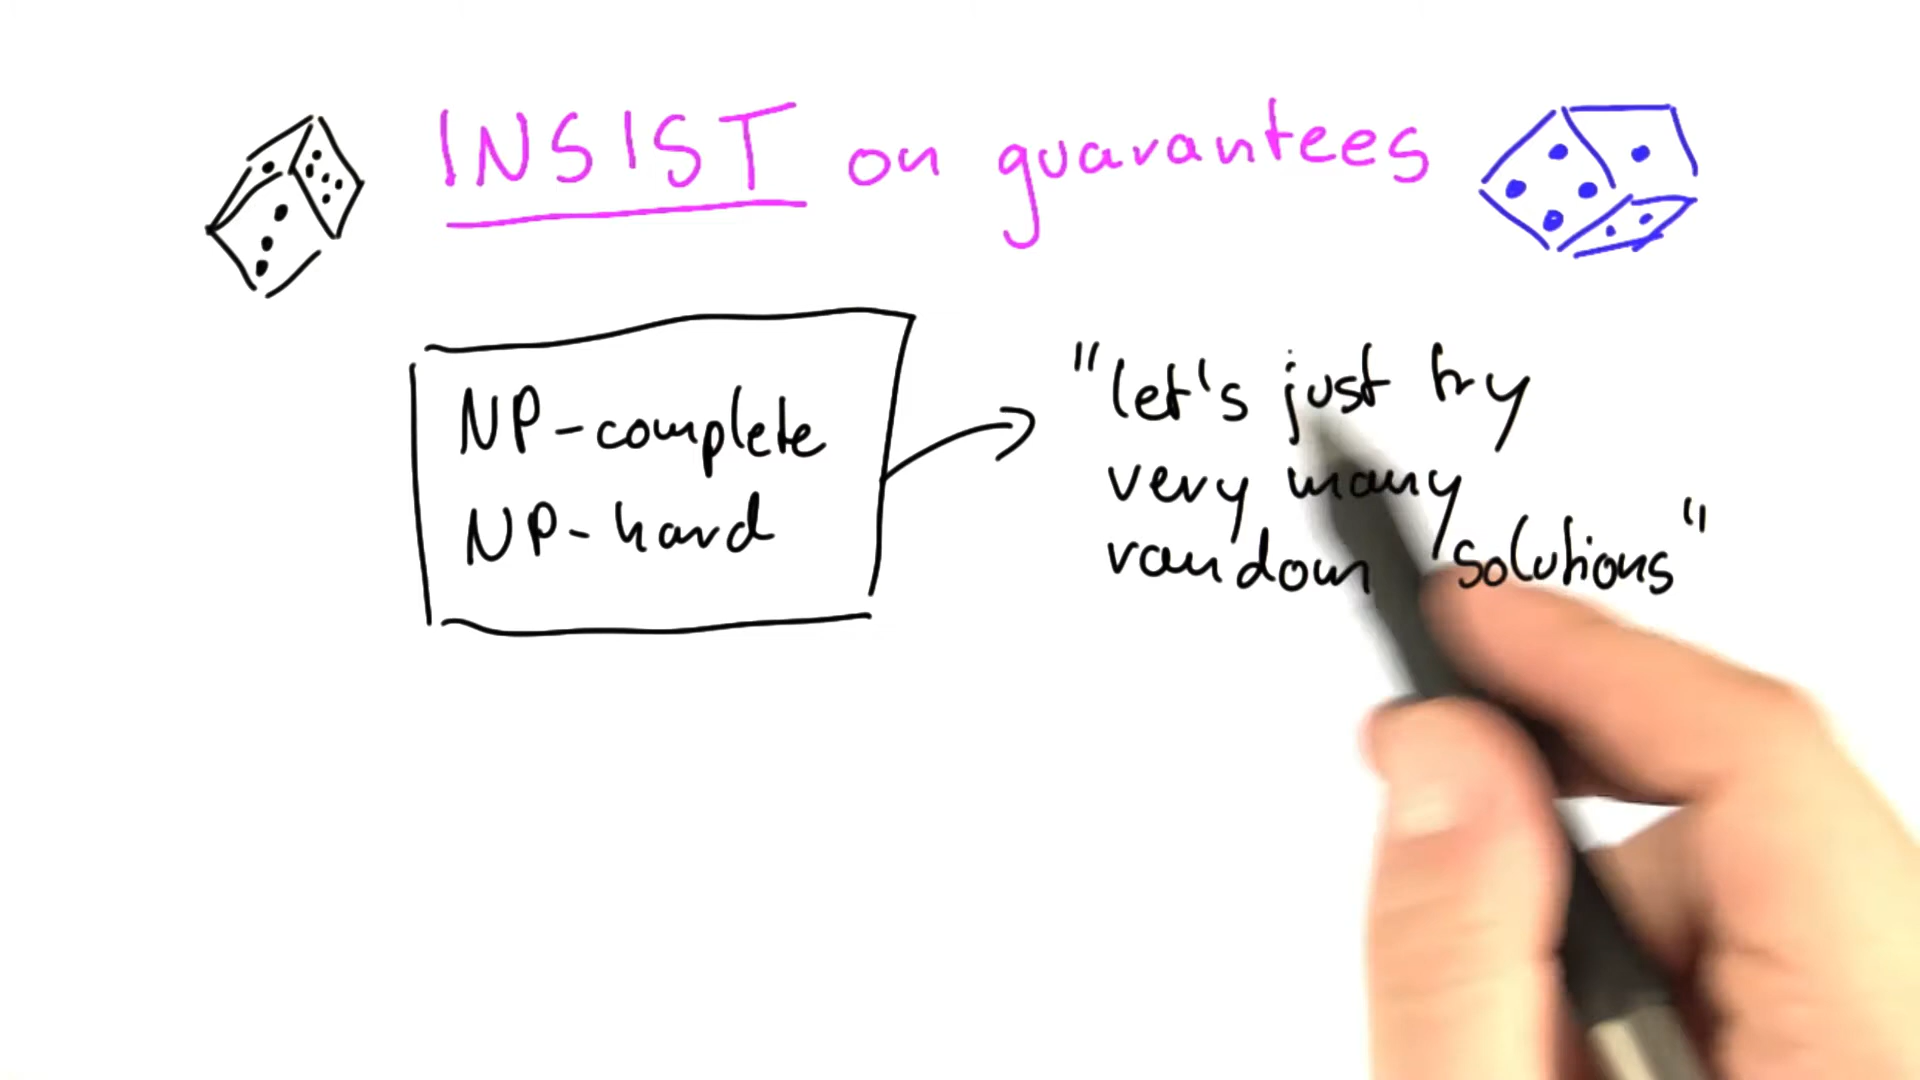 INSIST on guarantees
NP-complete
NP-hard
"let's just try
very many
random solutions"